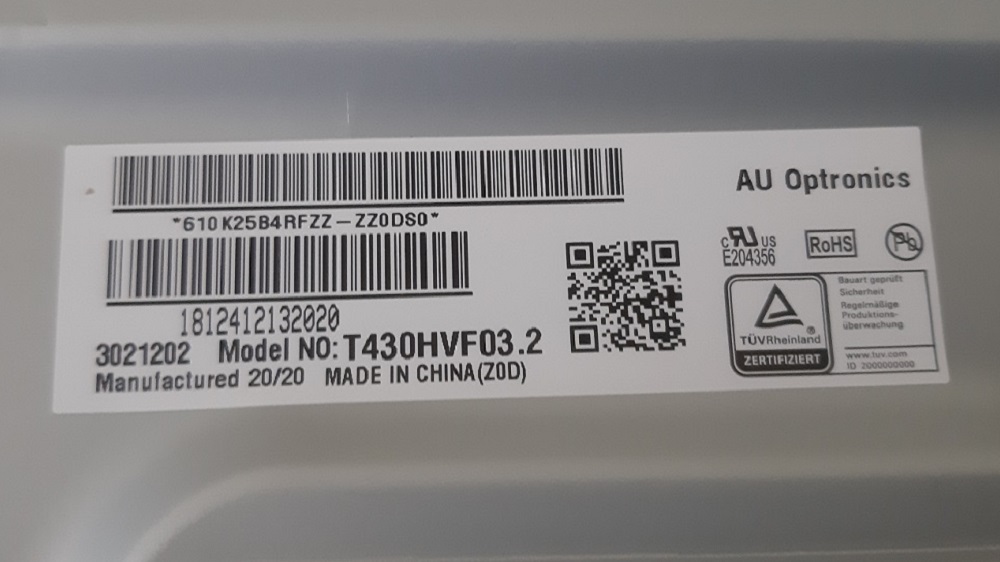 AU Optronics
*610K25B4RFZZ-ZZ0DS0*
1812412132020
3021202 Model NO:T430HVF03.2
Manufactured 20/20 MADE IN CHINA(Z0D)
c RU US
E204356
RoHS
Pb
TÜVRheinland ®
ZERTIFIZIERT
Bauart geprüft
Sicherheit
Regelmäßige
Produktions-
überwachung
www.tuv.com
ID 2000000000